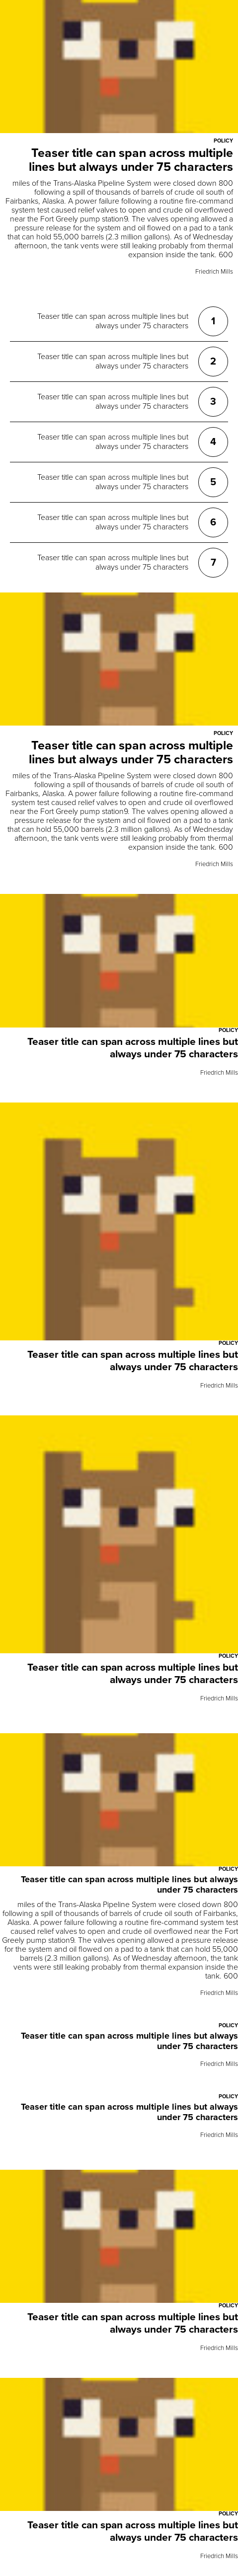 POLICY
Teaser title can span across multiple
lines but always under 75 characters
miles of the Trans-Alaska Pipeline System were closed down 800
following a spill of thousands of barrels of crude oil south of
Fairbanks, Alaska. A power failure following a routine fire-command
system test caused relief valves to open and crude oil overflowed
near the Fort Greely pump station9. The valves opening allowed a
pressure release for the system and oil flowed on a pad to a tank
that can hold 55,000 barrels (2.3 million gallons). As of Wednesday
afternoon, the tank vents were still leaking probably from thermal
expansion inside the tank. 600
Friedrich Mills
Teaser title can span across multiple lines but
always under 75 characters
1
Teaser title can span across multiple lines but
always under 75 characters
2
Teaser title can span across multiple lines but
always under 75 characters
3
Teaser title can span across multiple lines but
always under 75 characters
4
Teaser title can span across multiple lines but
always under 75 characters
5
Teaser title can span across multiple lines but
always under 75 characters
6
Teaser title can span across multiple lines but
always under 75 characters
7
POLICY
Teaser title can span across multiple
lines but always under 75 characters
miles of the Trans-Alaska Pipeline System were closed down 800
following a spill of thousands of barrels of crude oil south of
Fairbanks, Alaska. A power failure following a routine fire-command
system test caused relief valves to open and crude oil overflowed
near the Fort Greely pump station9. The valves opening allowed a
pressure release for the system and oil flowed on a pad to a tank
that can hold 55,000 barrels (2.3 million gallons). As of Wednesday
afternoon, the tank vents were still leaking probably from thermal
expansion inside the tank. 600
Friedrich Mills
POLICY
Teaser title can span across multiple lines but
always under 75 characters
Friedrich Mills
POLICY
Teaser title can span across multiple lines but
always under 75 characters
Friedrich Mills
POLICY
Teaser title can span across multiple lines but
always under 75 characters
Friedrich Mills
POLICY
Teaser title can span across multiple lines but always
under 75 characters
miles of the Trans-Alaska Pipeline System were closed down 800
following a spill of thousands of barrels of crude oil south of Fairbanks,
Alaska. A power failure following a routine fire-command system test
caused relief valves to open and crude oil overflowed near the Fort
Greely pump station9. The valves opening allowed a pressure release
for the system and oil flowed on a pad to a tank that can hold 55,000
barrels (2.3 million gallons). As of Wednesday afternoon, the tank
vents were still leaking probably from thermal expansion inside the
tank. 600
Friedrich Mills
POLICY
Teaser title can span across multiple lines but always
under 75 characters
Friedrich Mills
POLICY
Teaser title can span across multiple lines but always
under 75 characters
Friedrich Mills
POLICY
Teaser title can span across multiple lines but
always under 75 characters
Friedrich Mills
POLICY
Teaser title can span across multiple lines but
always under 75 characters
Friedrich Mills